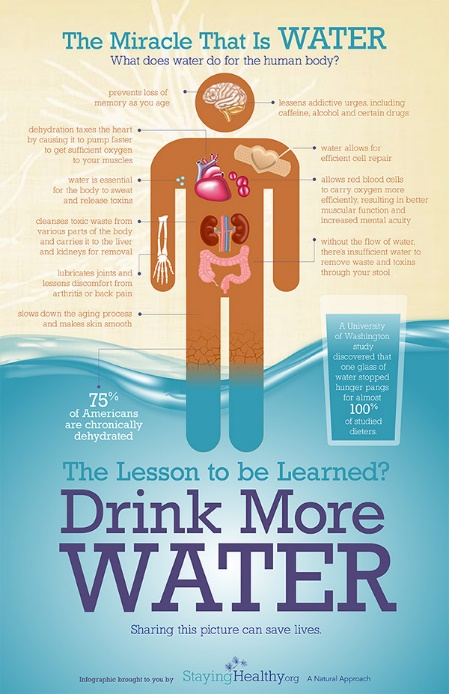 The Miracle That Is WATER
What does water do for the human body?
prevents loss of
memory as you age
lessens addictive urges, including
caffeine, alcohol and certain drugs
dehydration taxes the heart
by causing it to pump faster
to get sufficient oxygen
to your muscles
water allows for
efficient cell repair
water is essential
for the body to sweat
and release toxins
allows red blood cells
to carry oxygen more
efficiently, resulting in better
muscular function and
increased mental acuity
cleanses toxic waste from
various parts of the body
and carries it to the liver
and kidneys for removal
without the flow of water,
there's insufficient water to
remove waste and toxins
through your stool
lubricates joints and
lessens discomfort from
arthritis or back pain
slows down the aging process
and makes skin smooth
A University
of Washington
study
discovered that
one glass of
water stopped
hunger pangs
for almost
100%
of studied
dieters.
75%
of Americans
are chronically
dehydrated
The Lesson to be Learned?
Drink More
WATER
Sharing this picture can save lives.
Infographic brought to you by StayingHealthy.org A Natural Approach